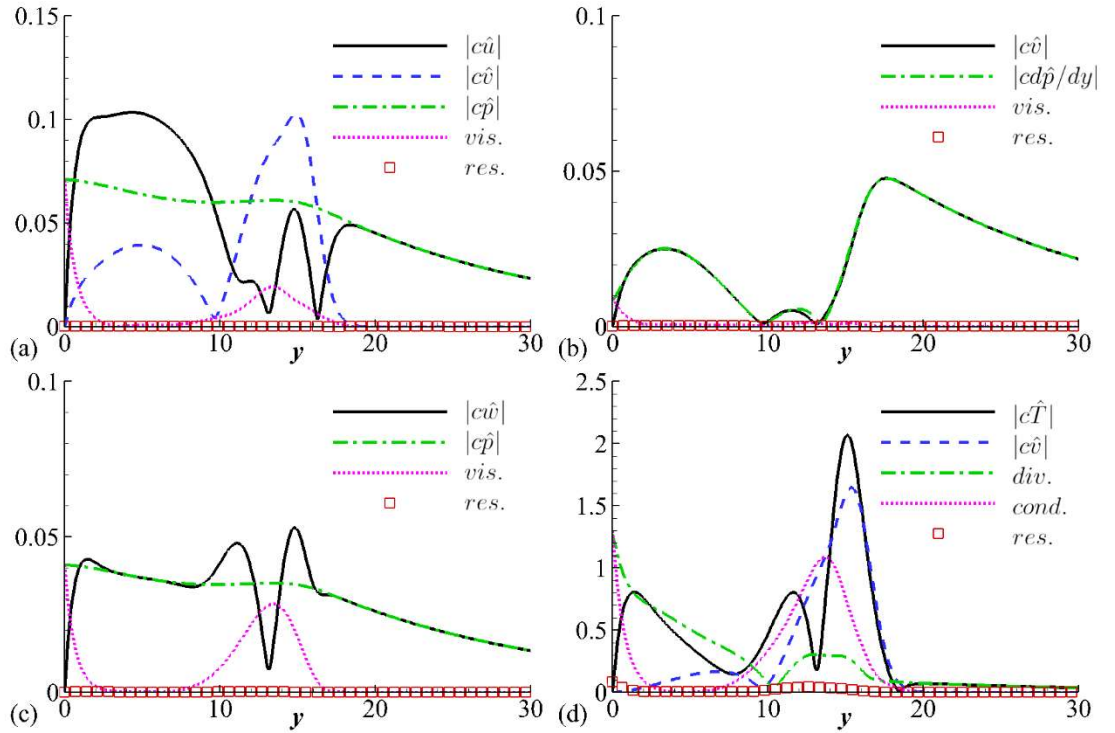 0.15
0.1
0.05
0
|cû|
|cv̂|
|cp̂|
vis.
res.
(a)
0 10 20 30
y
0.1
0.05
0
|cv̂|
|cdp̂/dy|
vis.
res.
(b)
0 10 20 30
y
0.1
0.05
0
|cŵ|
|cp̂|
vis.
res.
(c)
0 10 20 30
y
2.5
2
1.5
1
0.5
0
|cT̂|
|cv̂|
div.
cond.
res.
(d)
0 10 20 30
y